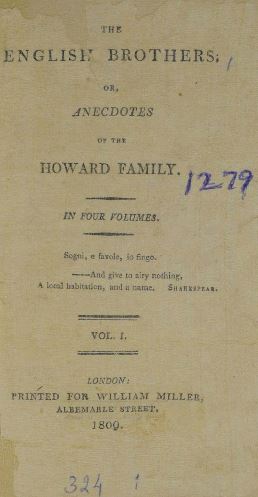 THE
ENGLISH BROTHERS;
OR,
ANECDOTES
OF THE
HOWARD FAMILY.
1279
IN FOUR VOLUMES.
Sogni, e favole, io fingo.
——And give to airy nothing,
A local habitation, and a name. SHAKSPEAR.
VOL. I.
LONDON:
PRINTED FOR WILLIAM MILLER,
ALBEMARLE STREET,
1809.
324 1